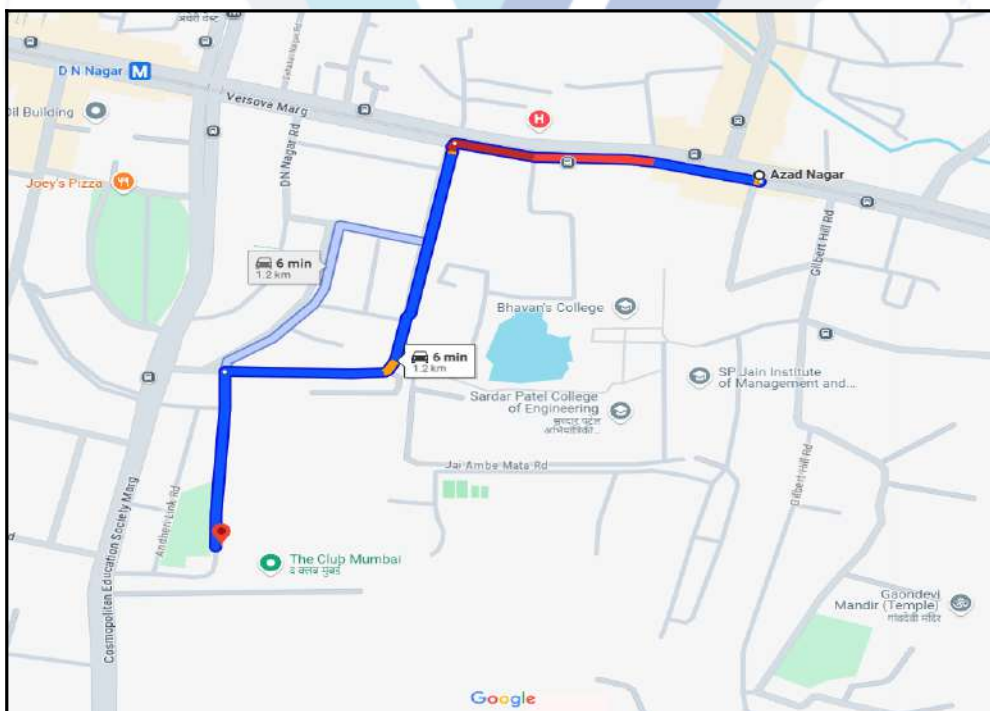 D N Nagar
M
Versova Marg
DN Nagar Rd
Joey's Pizza
H
Azad Nagar
Gilbert Hill Rd
6 min
1.2 km
Bhavan's College
6 min
1.2 km
SP Jain Institute
of Management and...
Sardar Patel College
of Engineering
सरदार पटेल
अभियांत्रिकी...
Jai Ambe Mata Rd
Gilbert Hill Rd
Andheri Link Rd
Cosmopolitan Education Society Marg
The Club Mumbai
द क्लब मुंबई
Gaondevi
Mandir (Temple)
गांवदेवी मंदिर
Google